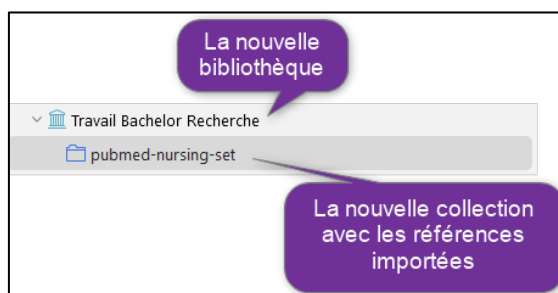 La nouvelle
bibliothèque
Travail Bachelor Recherche
pubmed-nursing-set
La nouvelle collection
avec les références
importées